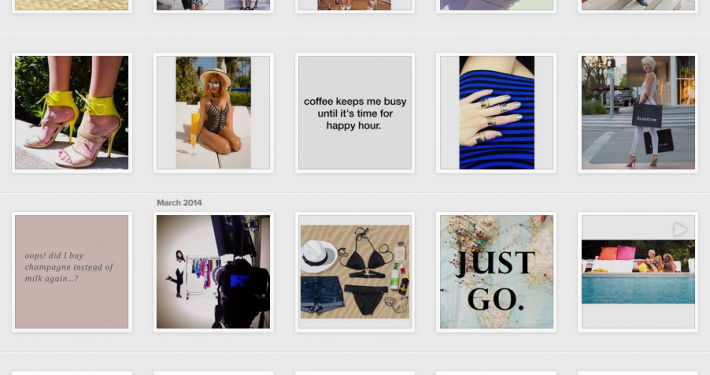 coffee keeps me busy
until it's time for
happy hour.
bebe
March 2014
oops! did I buy
champagne instead of
milk again...?
JUST
GO.